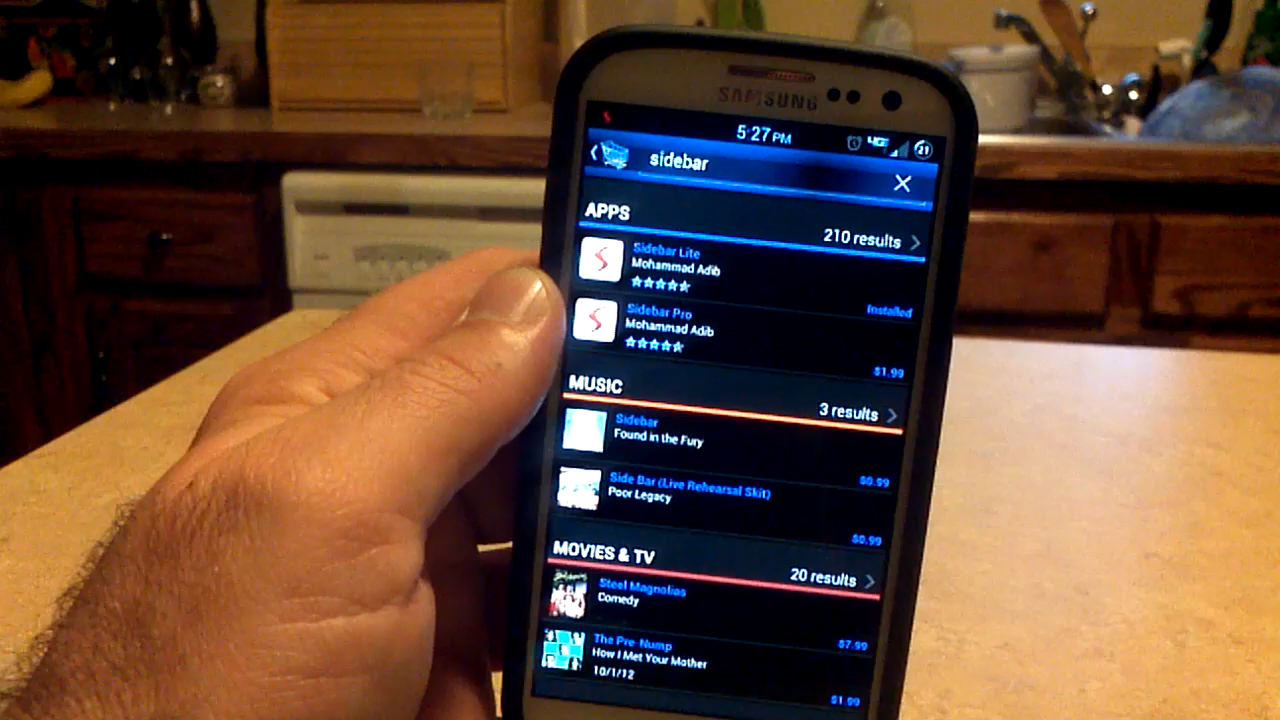 SAMSUNG
5:27 PM
4G
21
sidebar
APPS
210 results
Sidebar Lite
Mohammad Adib
Installed
Sidebar Pro
Mohammad Adib
$1.99
MUSIC
3 results
Sidebar
Found in the Fury
$0.99
Side Bar (Live Rehearsal Skit)
Poor Legacy
$0.99
MOVIES & TV
20 results
Steel Magnolias
Comedy
$7.99
The Pre-Nump
How I Met Your Mother
10/1/12
$1.99